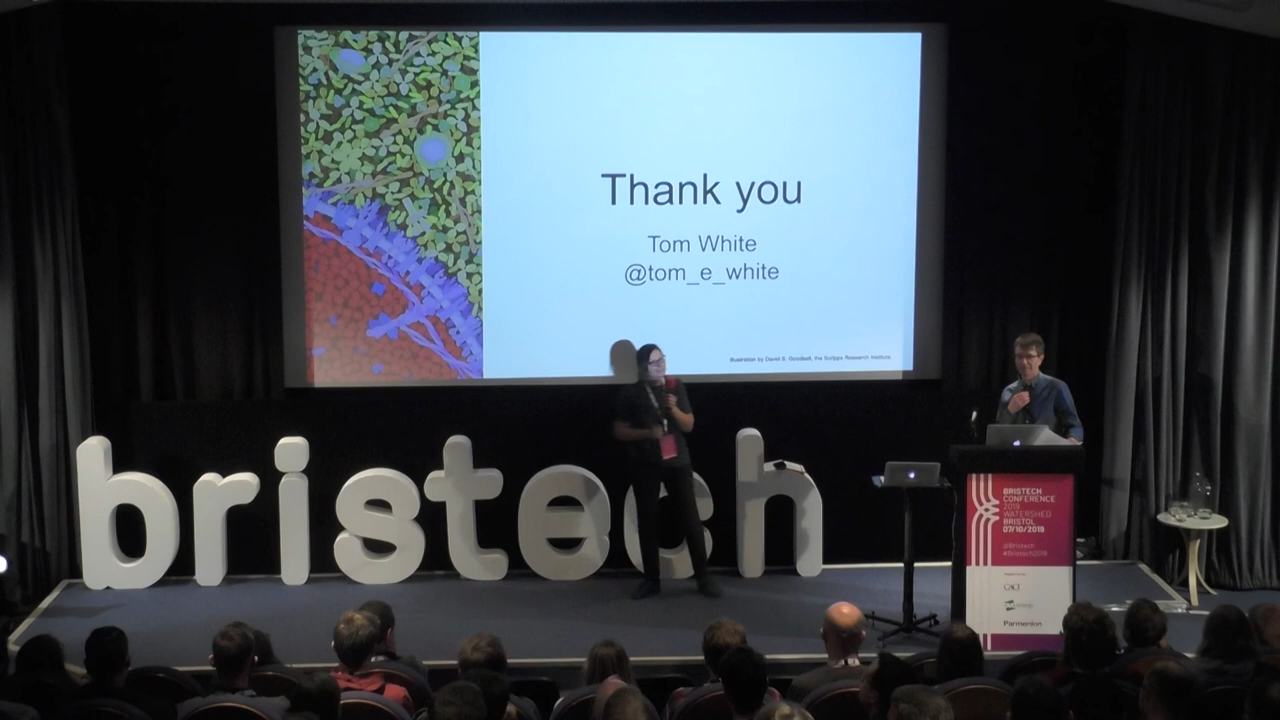 Thank you
Tom White
@tom_e_white
Illustration by David S. Goodsell, the Scripps Research Institute
bristech
BRISTECH
CONFERENCE
2019
WATERSHED
BRISTOL
07/10/2019
@Bristech
#Bristech2019
CACI
Parmenion